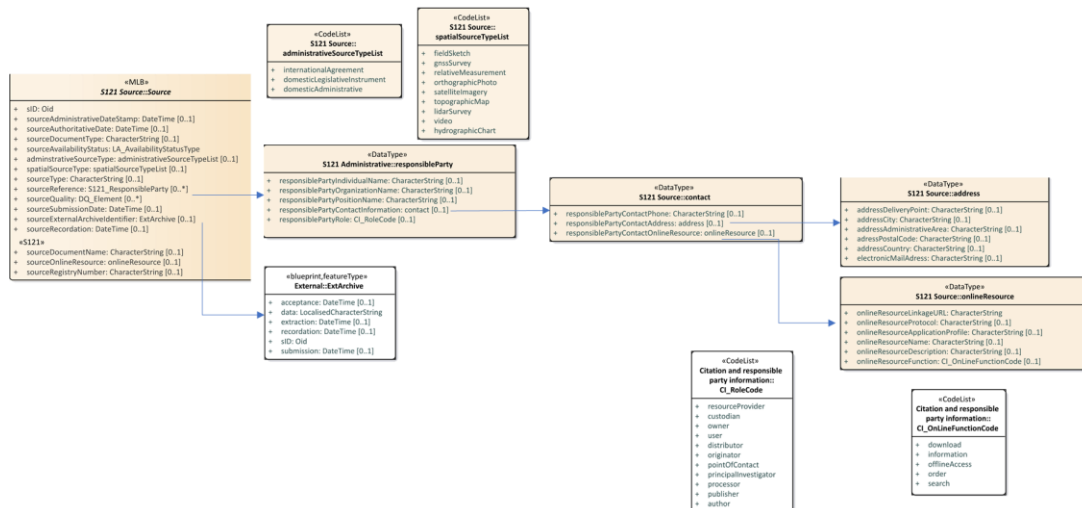 «CodeList»
S121 Source::
administrativeSourceTypeList
+ internationalAgreement
+ domesticLegislativeInstrument
+ domesticAdministrative
«CodeList»
S121 Source::
spatialSourceTypeList
+ fieldSketch
+ gnssSurvey
+ relativeMeasurement
+ orthographicPhoto
+ satelliteImagery
+ topographicMap
+ lidarSurvey
+ video
+ hydrographicChart
«MLB»
S121 Source::Source
+ sID: Oid
+ sourceAdministrativeDateStamp: DateTime [0..1]
+ sourceAuthoritativeDate: DateTime [0..1]
+ sourceDocumentType: CharacterString [0..1]
+ sourceAvailabilityStatus: LA_AvailabilityStatusType
+ adminstrativeSourceType: administrativeSourceTypeList [0..1]
+ spatialSourceType: spatialSourceTypeList [0..1]
+ sourceType: CharacterString [0..1]
+ sourceReference: S121_ResponsibleParty [0..*]
+ sourceQuality: DQ_Element [0..*]
+ sourceSubmissionDate: DateTime [0..1]
+ sourceExternalArchiveIdentifier: ExtArchive [0..1]
+ sourceRecordation: DateTime [0..1]
«S121»
+ sourceDocumentName: CharacterString [0..1]
+ sourceOnlineResource: onlineResource [0..1]
+ sourceRegistryNumber: CharacterString [0..1]
«DataType»
S121 Administrative::responsibleParty
+ responsiblePartyIndividualName: CharacterString [0..1]
+ responsiblePartyOrganizationName: CharacterString [0..1]
+ responsiblePartyPositionName: CharacterString [0..1]
+ responsiblePartyContactInformation: contact [0..1]
+ responsiblePartyRole: CI_RoleCode [0..1]
«blueprint,featureType»
External::ExtArchive
+ acceptance: DateTime [0..1]
+ data: LocalisedCharacterString
+ extraction: DateTime [0..1]
+ recordation: DateTime [0..1]
+ sID: Oid
+ submission: DateTime [0..1]
«DataType»
S121 Source::contact
+ responsiblePartyContactPhone: CharacterString [0..1]
+ responsiblePartyContactAddress: address [0..1]
+ responsiblePartyContactOnlineResource: onlineResource [0..1]
«DataType»
S121 Source::address
+ addressDeliveryPoint: CharacterString [0..1]
+ addressCity: CharacterString [0..1]
+ addressAdministrativeArea: CharacterString [0..1]
+ adressPostalCode: CharacterString [0..1]
+ addressCountry: CharacterString [0..1]
+ electronicMailAdress: CharacterString [0..1]
«DataType»
S121 Source::onlineResource
+ onlineResourceLinkageURL: CharacterString
+ onlineResourceProtocol: CharacterString [0..1]
+ onlineResourceApplicationProfile: CharacterString [0..1]
+ onlineResourceName: CharacterString [0..1]
+ onlineResourceDescription: CharacterString [0..1]
+ onlineResourceFunction: CI_OnLineFunctionCode [0..1]
«CodeList»
Citation and responsible
party information::
CI_RoleCode
+ resourceProvider
+ custodian
+ owner
+ user
+ distributor
+ originator
+ pointOfContact
+ principalInvestigator
+ processor
+ publisher
+ author
«CodeList»
Citation and responsible
party information::
CI_OnLineFunctionCode
+ download
+ information
+ offlineAccess
+ order
+ search